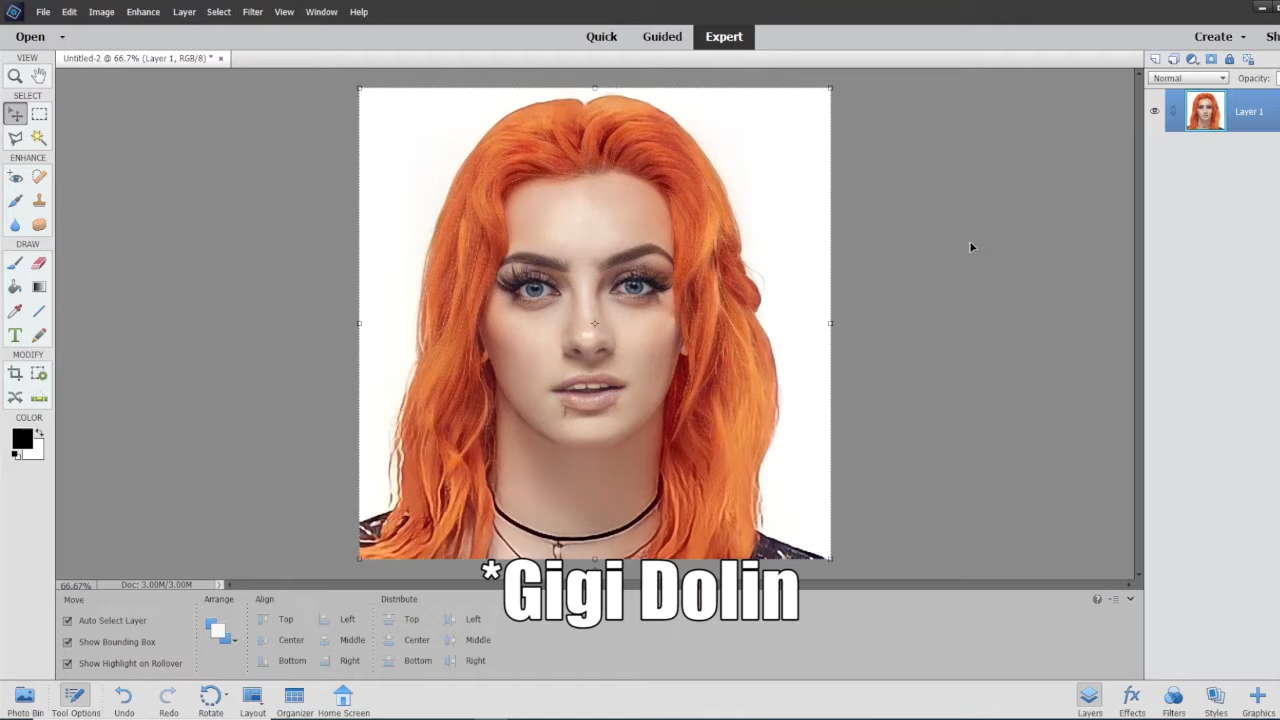 File Edit Image Enhance Layer Select Filter View Window Help
Open Quick Guided Expert Create
VIEW
Untitled-2 @ 66.7% (Layer 1, RGB/8) * ×
Normal Opacity:
SELECT
Layer 1
ENHANCE
DRAW
T
MODIFY
COLOR
66.67% Doc: 3.00M/3.00M
*Gigi Dolin
Move Arrange Align Distribute
Auto Select Layer Top Left Top Left
Show Bounding Box Center Middle Center Middle
Show Highlight on Rollover Bottom Right Bottom Right
fx
Photo Bin Tool Options Undo Redo Rotate Layout Organizer Home Screen Layers Effects Filters Styles Graphics